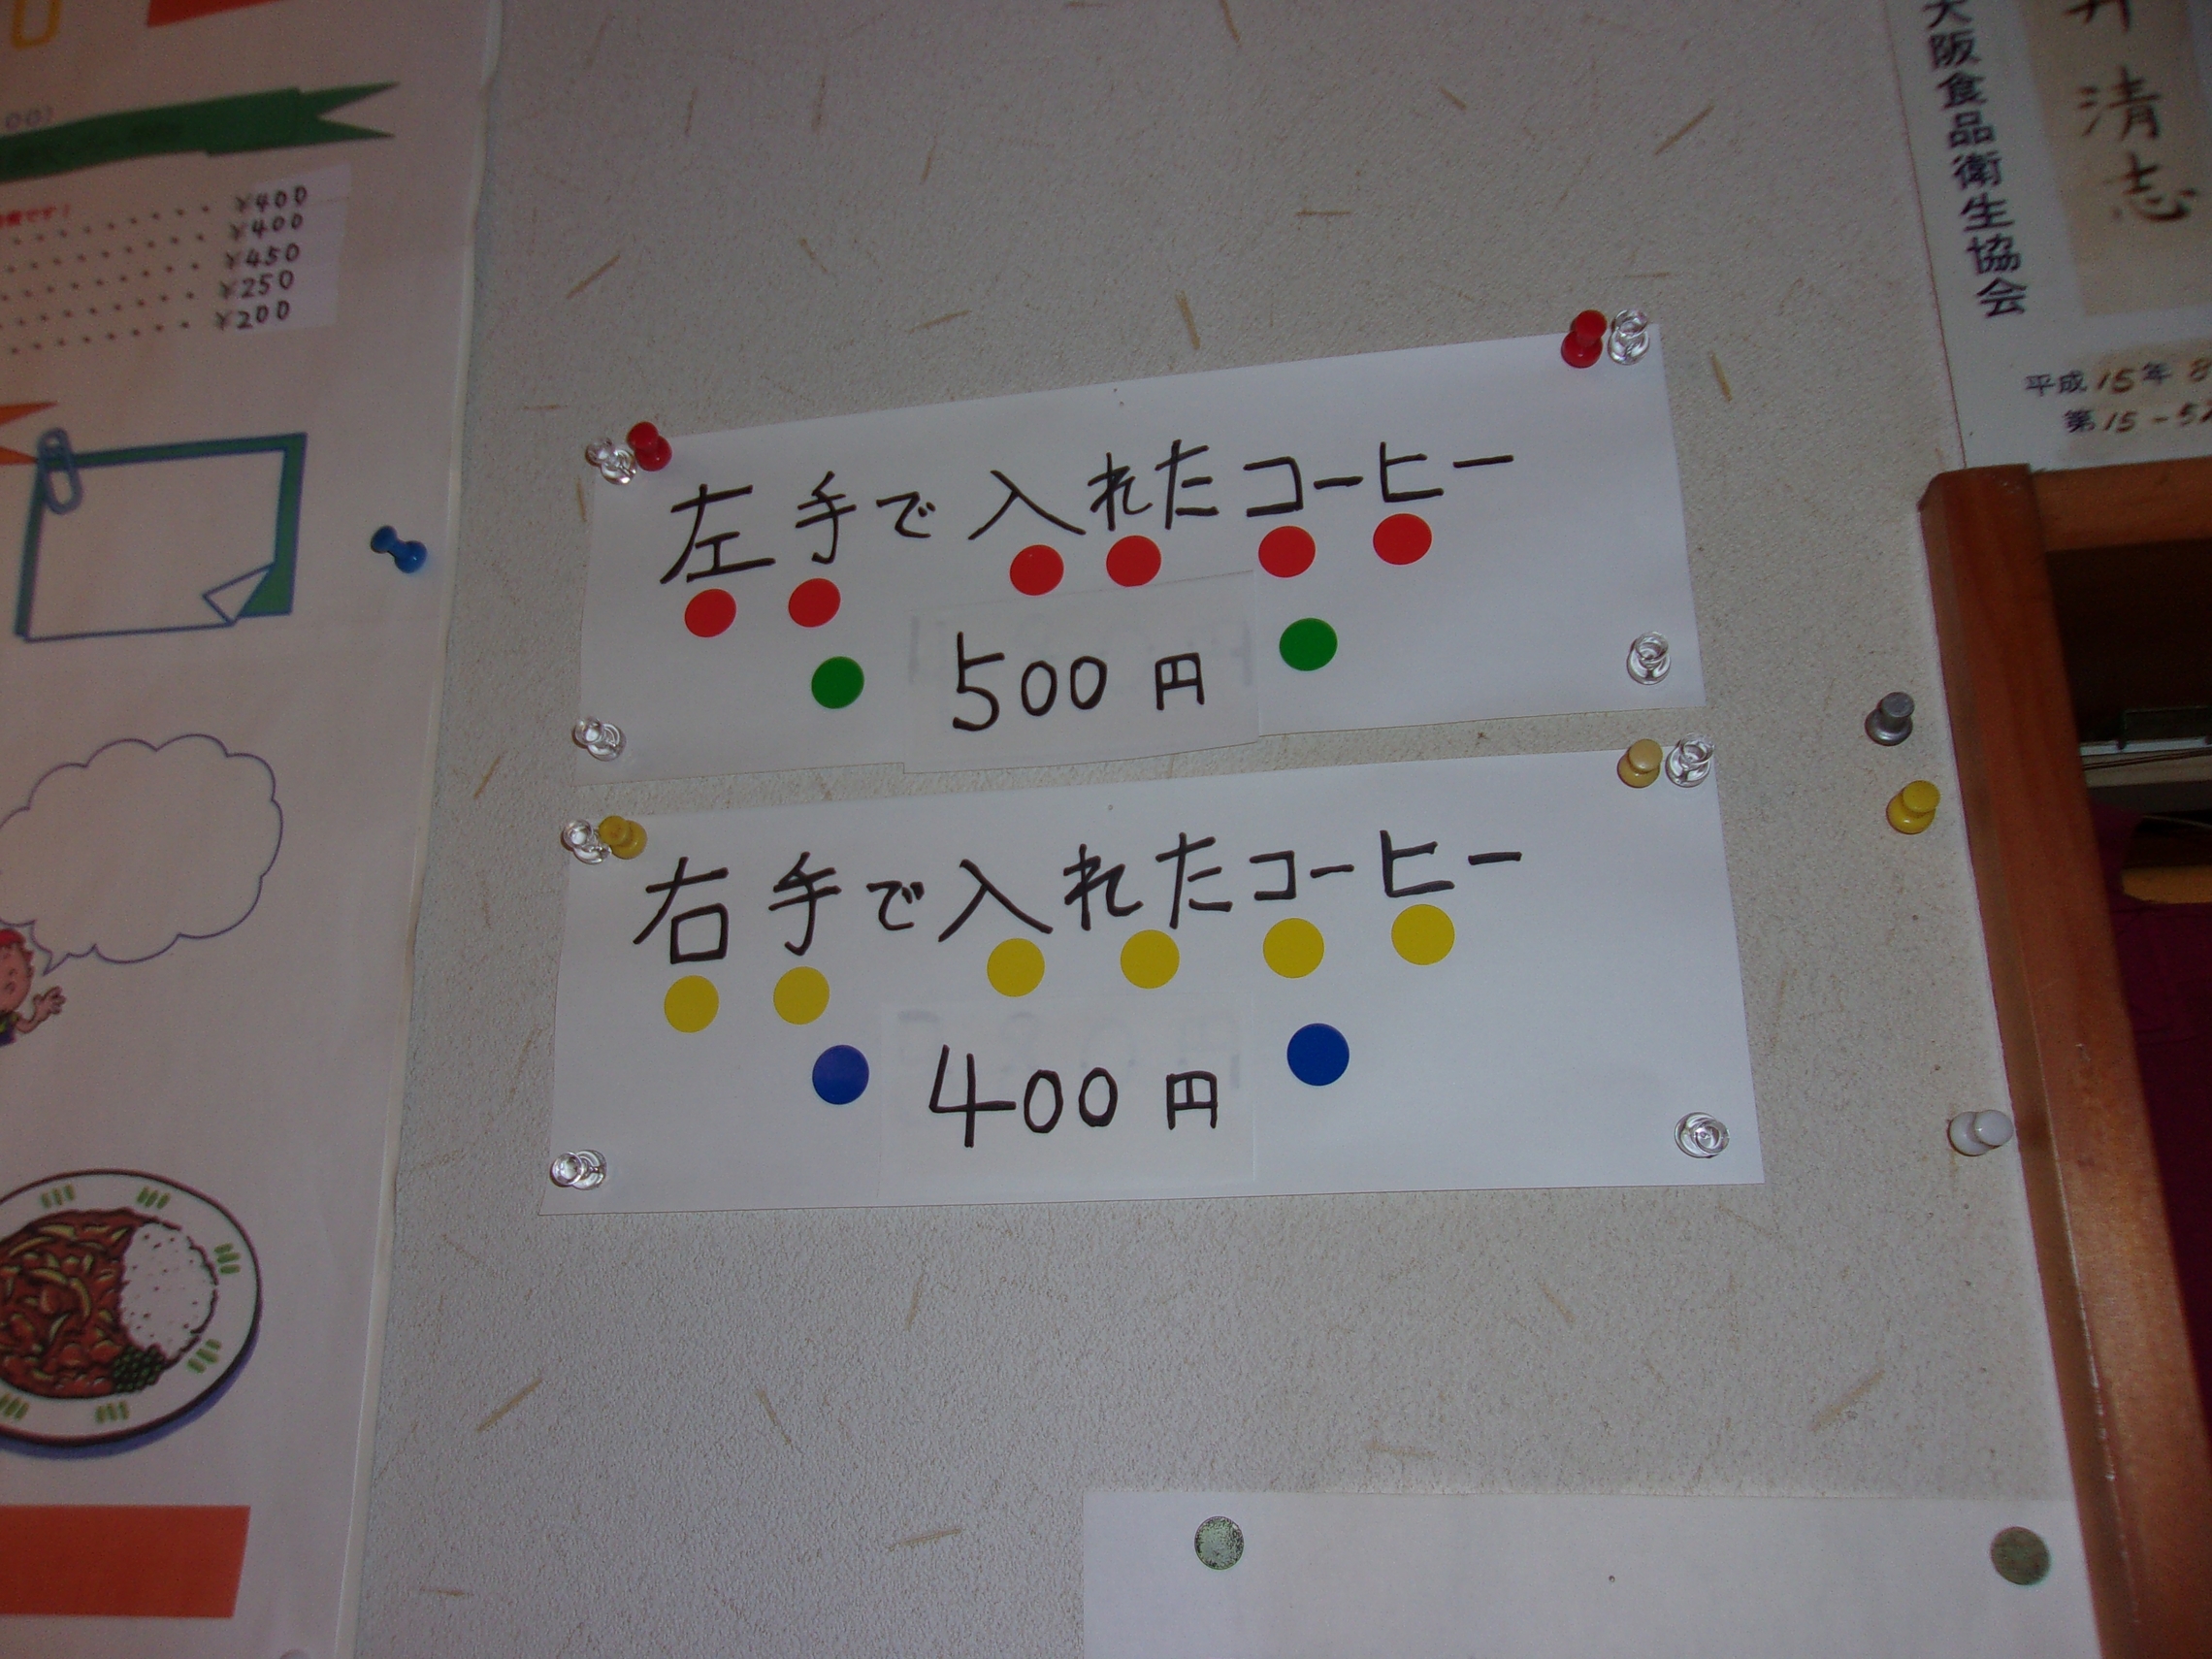 ¥400
¥400
¥450
¥250
¥200
左手で入れたコーヒー
500円
右手で入れたコーヒー
400円
大阪食品衛生協会
清志
平成15年8
第15-52